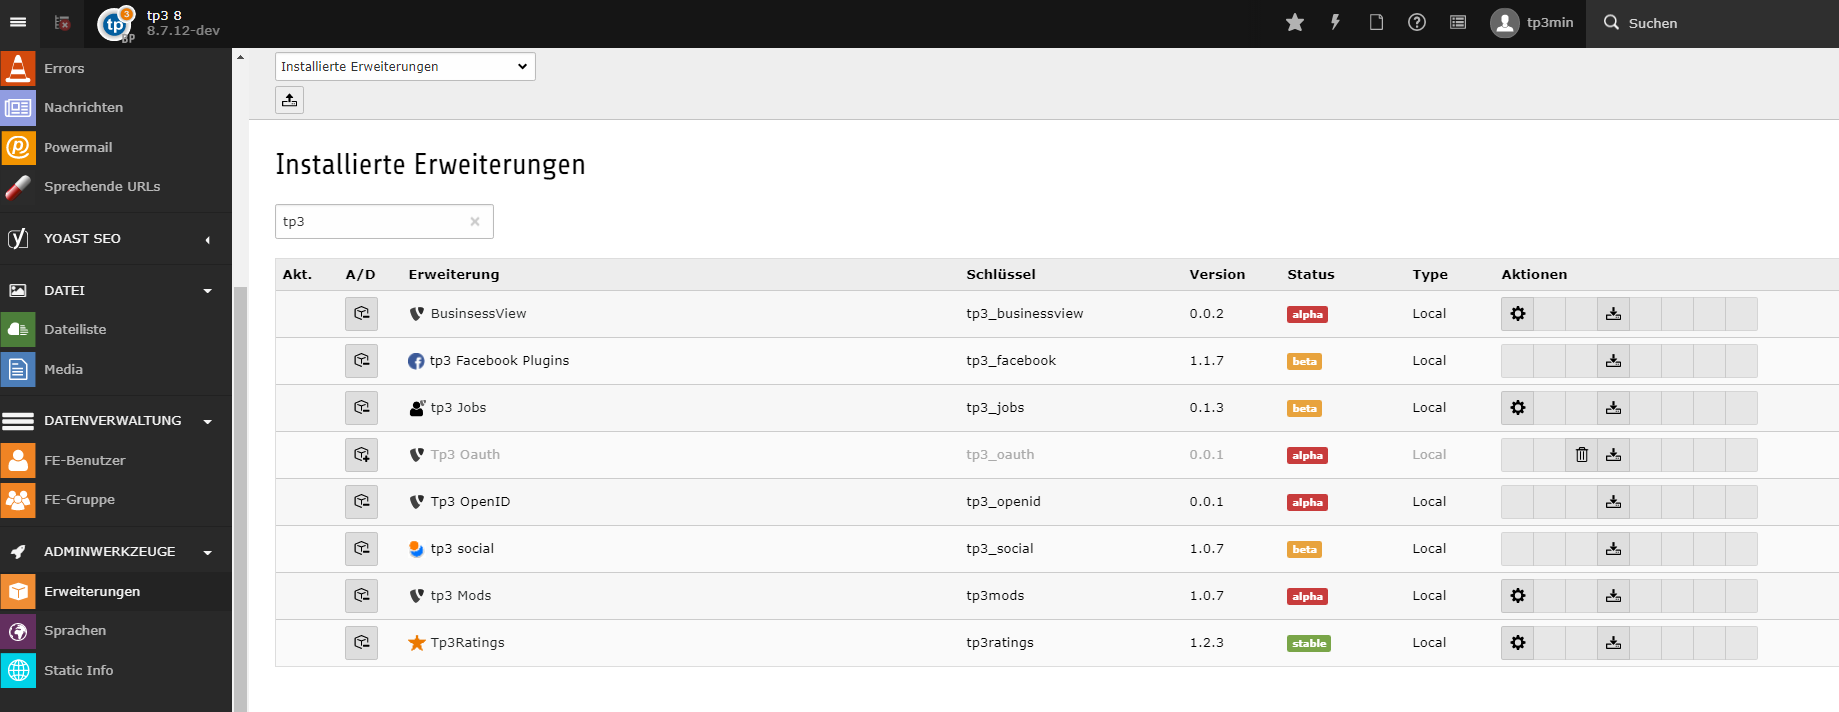 tp3 8
8.7.12-dev
tp3min
Suchen
Errors
Nachrichten
Powermail
Sprechende URLs
YOAST SEO
DATEI
Dateiliste
Media
DATENVERWALTUNG
FE-Benutzer
FE-Gruppe
ADMINWERKZEUGE
Erweiterungen
Sprachen
Static Info
Installierte Erweiterungen
Installierte Erweiterungen
tp3
Akt. A/D Erweiterung Schlüssel Version Status Type Aktionen
BusinsessView tp3_businessview 0.0.2 alpha Local
tp3 Facebook Plugins tp3_facebook 1.1.7 beta Local
tp3 Jobs tp3_jobs 0.1.3 beta Local
Tp3 Oauth tp3_oauth 0.0.1 alpha Local
Tp3 OpenID tp3_openid 0.0.1 alpha Local
tp3 social tp3_social 1.0.7 beta Local
tp3 Mods tp3mods 1.0.7 alpha Local
Tp3Ratings tp3ratings 1.2.3 stable Local